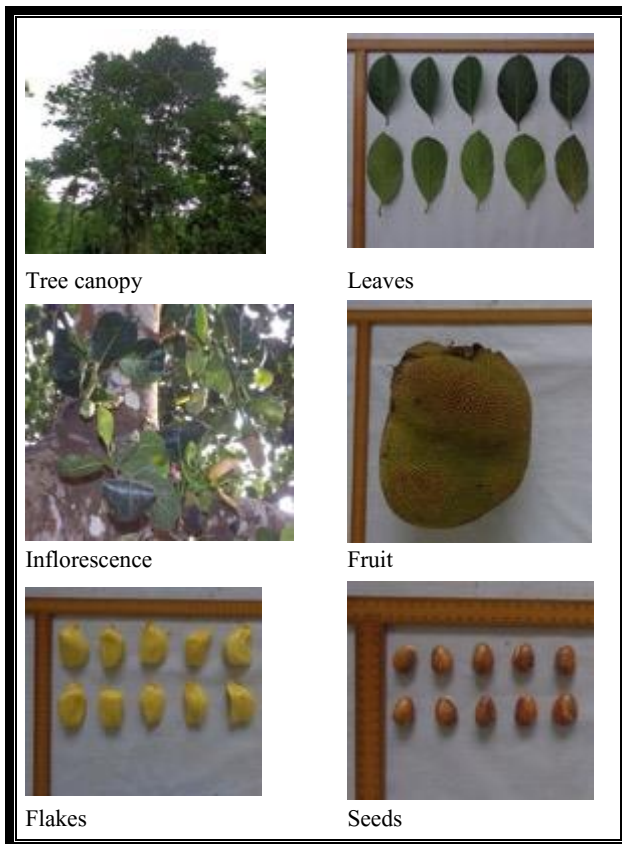 Tree canopy
Leaves
Inflorescence
Fruit
Flakes
Seeds